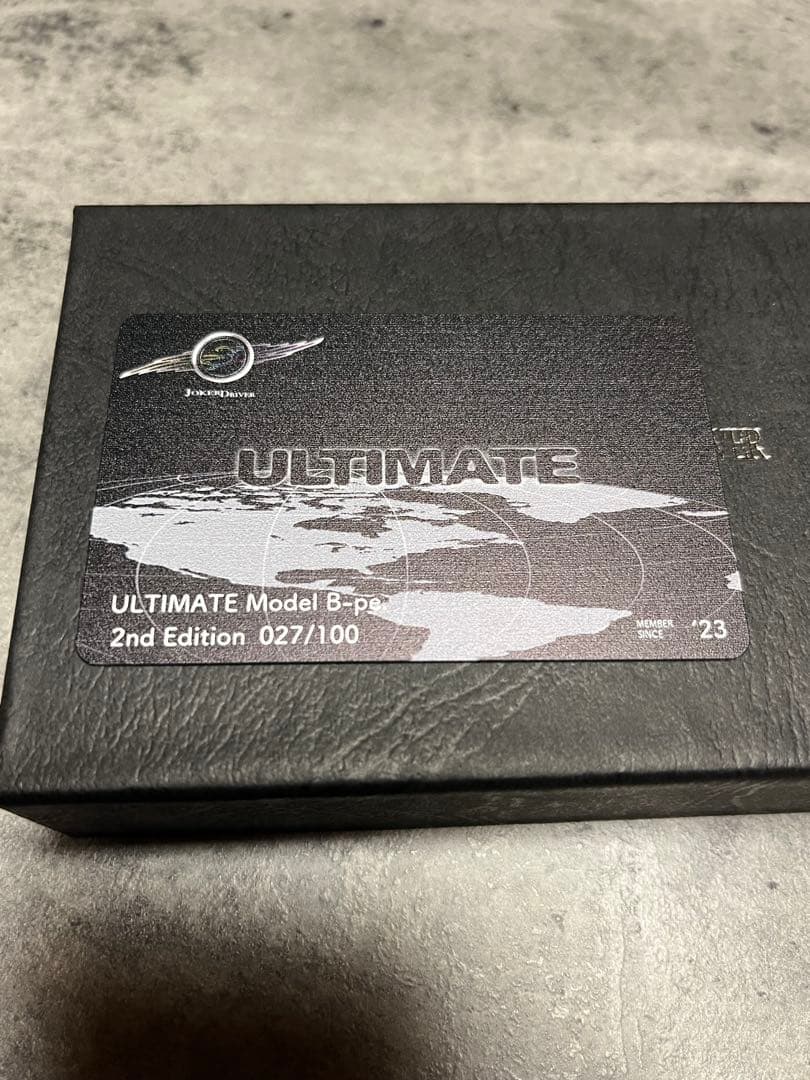 JOKERDRIVER
ULTIMATE
ULTIMATE Model B-pe.
2nd Edition 027/100
MEMBER
SINCE '23